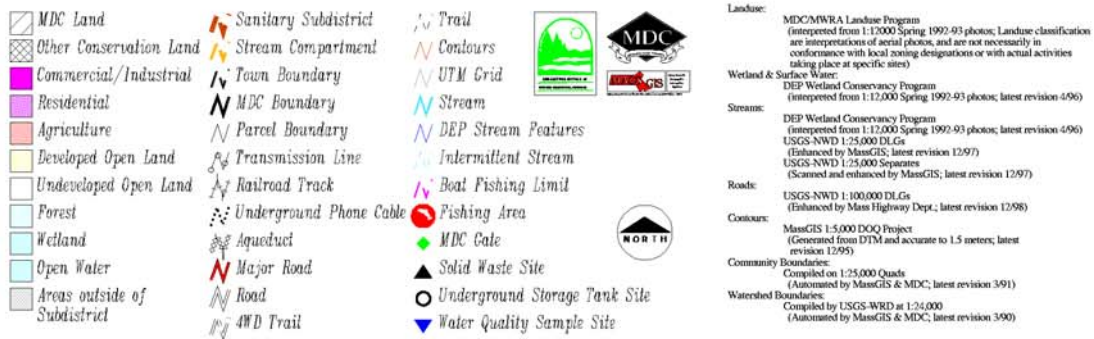 MDC Land
Other Conservation Land
Commercial/Industrial
Residential
Agriculture
Developed Open Land
Undeveloped Open Land
Forest
Wetland
Open Water
Areas outside of
Subdistrict
Sanitary Subdistrict
Stream Compartment
Town Boundary
MDC Boundary
Parcel Boundary
Transmission Line
Railroad Track
Underground Phone Cable
Aqueduct
Major Road
Road
4WD Trail
Trail
Contours
UTM Grid
Stream
DEP Stream Features
Intermittent Stream
Boat Fishing Limit
Fishing Area
MDC Gate
Solid Waste Site
Underground Storage Tank Site
Water Quality Sample Site
MDC
GIS
NORTH
Landuse:
MDC/MWRA Landuse Program
(interpreted from 1:12000 Spring 1992-93 photos; Landuse classification
are interpretations of aerial photos, and are not necessarily in
conformance with local zoning designations or with actual activities
taking place at specific sites)
Wetland & Surface Water:
DEP Wetland Conservancy Program
(interpreted from 1:12,000 Spring 1992-93 photos; latest revision 4/96)
Streams:
DEP Wetland Conservancy Program
(interpreted from 1:12,000 Spring 1992-93 photos; latest revision 4/96)
USGS-NWD 1:25,000 DLGs
(Enhanced by MassGIS; latest revision 12/97)
USGS-NWD 1:25,000 Separates
(Scanned and enhanced by MassGIS; latest revision 12/97)
Roads:
USGS-NWD 1:100,000 DLGs
(Enhanced by Mass Highway Dept.; revision 12/98)
Contours:
MassGIS 1:5,000 DOQ Project
(Generated from DTM and accurate to 1.5 meters; latest
revision 12/95)
Community Boundaries:
Compiled on 1:25,000 Quads
(Automated by MassGIS & MDC; latest revision 3/91)
Watershed Boundaries:
Compiled by USGS-WRD at 1:24,000
(Automated by MassGIS & MDC; latest revision 3/90)